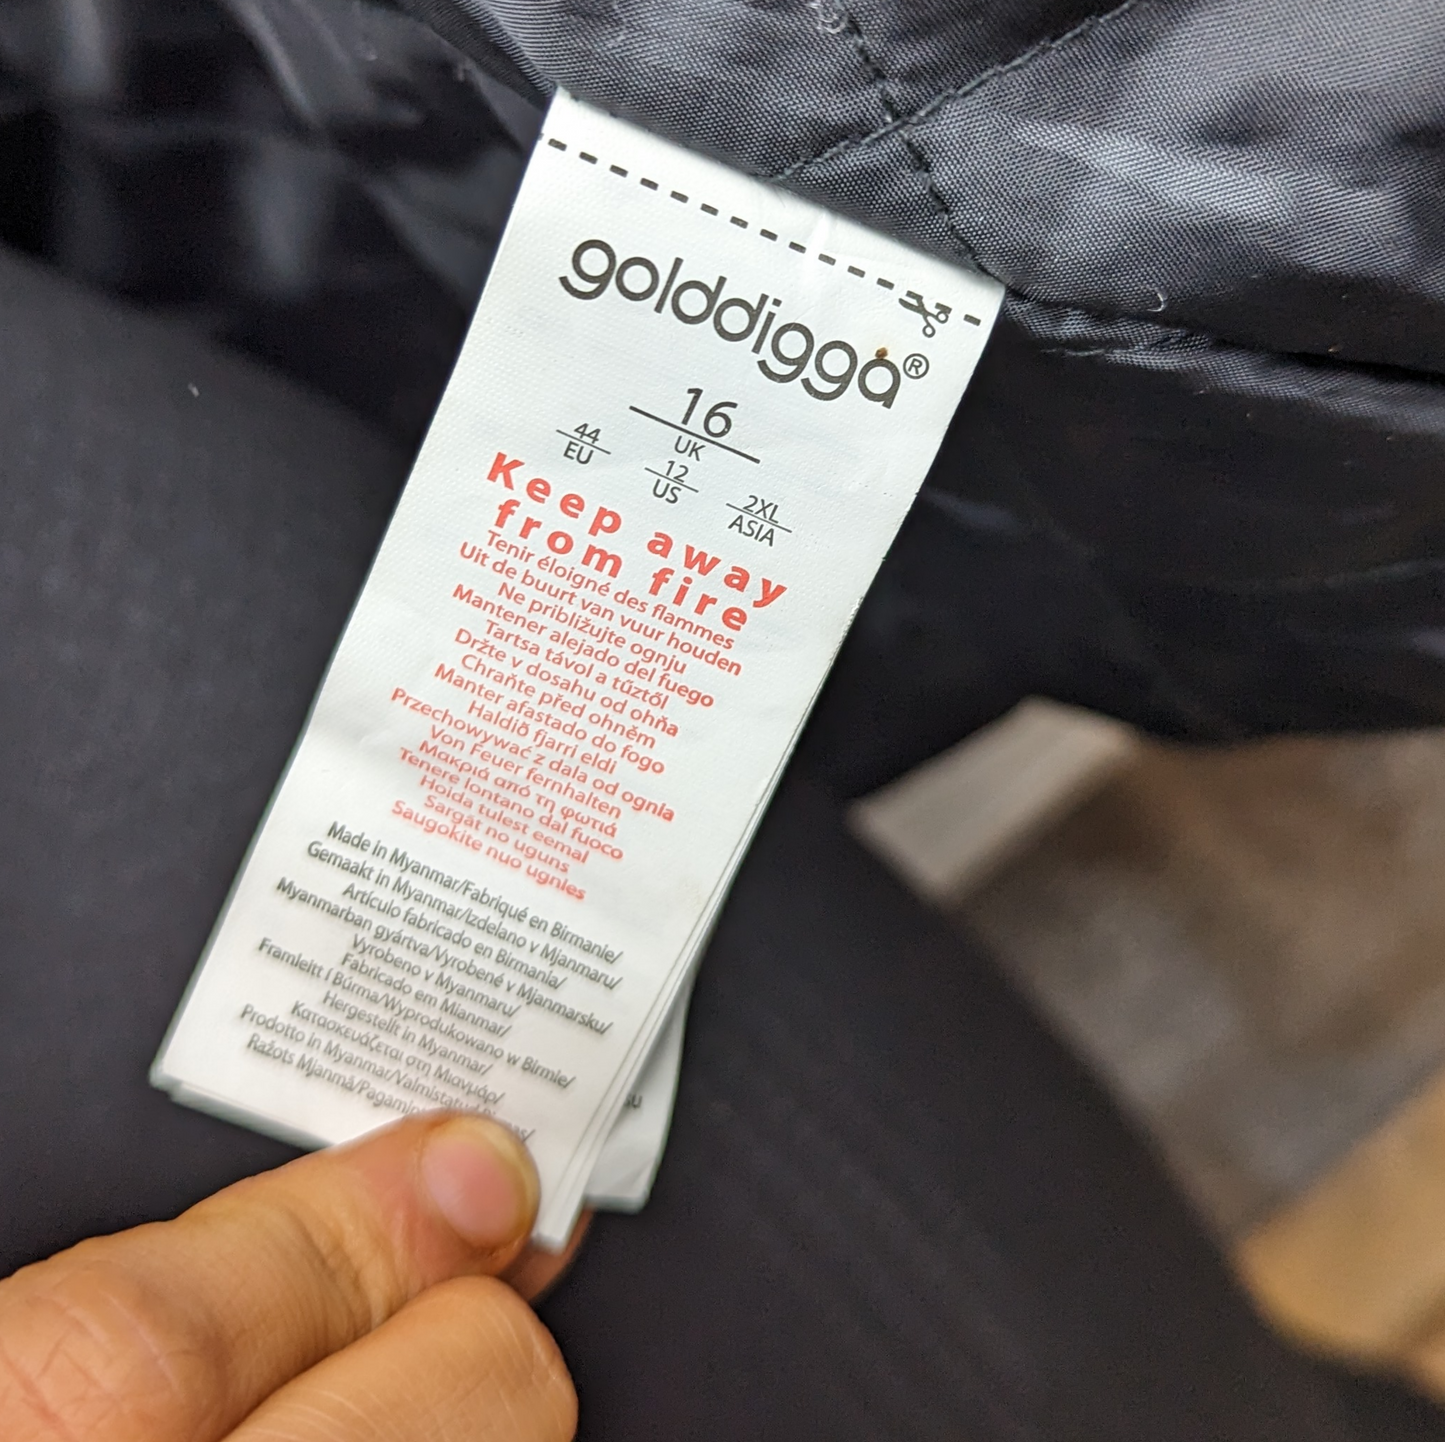 golddigga®
16
UK
44
EU
12
US
2XL
ASIA
Keep away
from fire
Tenir éloigné des flammes
Uit de buurt van vuur houden
Ne približujte ognju
Mantener alejado del fuego
Tartsa távol a tűztől
Držte v dosahu od ohňa
Chraňte před ohněm
Manter afastado do fogo
Haldið fjarri eldi
Przechowywać z dala od ognia
Von Feuer fernhalten
Μακριά από τη φωτιά
Tenere lontano dal fuoco
Hoida tulest eemal
Sargāt no uguns
Saugokite nuo ugnies
Made in Myanmar/Fabriqué en Birmanie/
Gemaakt in Myanmar/Izdelano v Mjanmaru/
Artículo fabricado en Birmania/
Myanmarban gyártva/Vyrobené v Mjanmarsku/
Vyrobeno v Myanmaru/
Fabricado em Mianmar/
Framleitt í Búrma/Wyprodukowano w Birmie/
Hergestellt in Myanmar/
Κατασκευάζεται στη Μιανμάρ/
Prodotto in Myanmar/Valmistatud
Ražots Mjanmā/